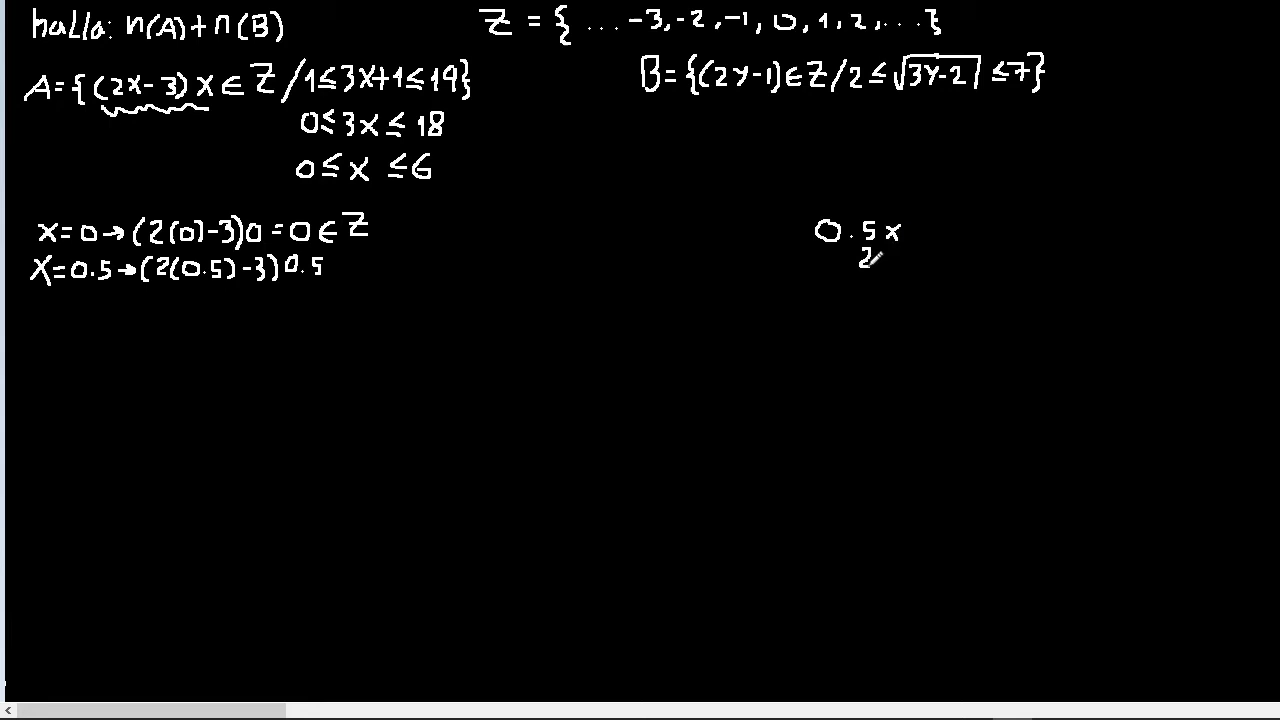 halla: n(A)+n(B)
Z = { ... -3, -2, -1, 0, 1, 2, ... }
A={(2x-3)x∈Z/1≤3x+1≤19}
B={(2y-1)∈Z/2≤√3y-2≤7}
0≤3x≤18
0≤x≤6
x=0→(2(0)-3)0=0∈Z
0.5x
x=0.5→(2(0.5)-3)0.5
2